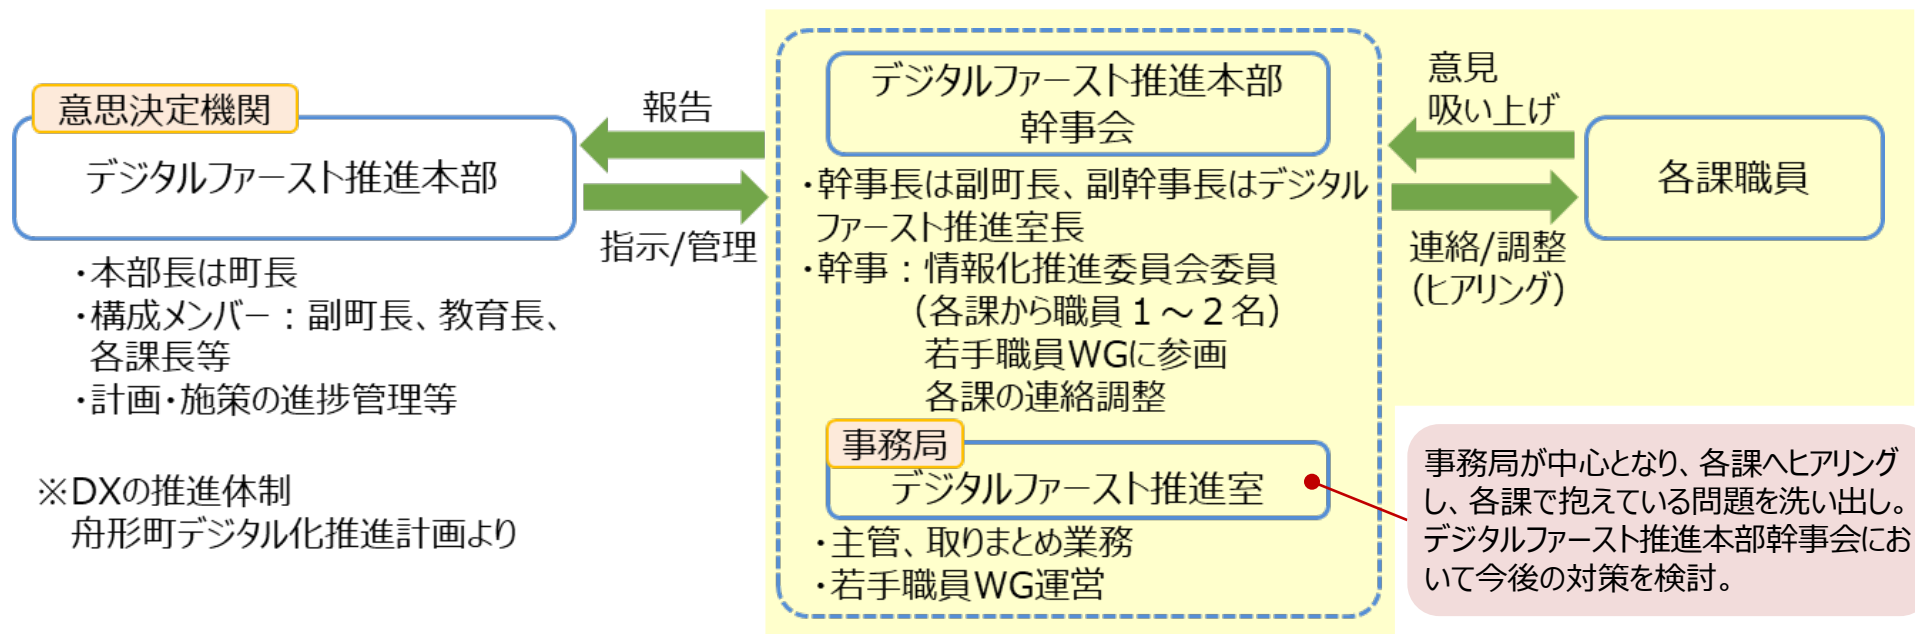 意思決定機関
デジタルファースト推進本部
・本部長は町長
・構成メンバー：副町長、教育長、
各課長等
・計画・施策の進捗管理等
※DXの推進体制
舟形町デジタル化推進計画より
報告
指示/管理
デジタルファースト推進本部
幹事会
・幹事長は副町長、副幹事長はデジタル
ファースト推進室長
・幹事：情報化推進委員会委員
（各課から職員１～２名）
若手職員WGに参画
各課の連絡調整
事務局
デジタルファースト推進室
・主管、取りまとめ業務
・若手職員WG運営
意見
吸い上げ
連絡/調整
（ヒアリング）
各課職員
事務局が中心となり、各課へヒアリング
し、各課で抱えている問題を洗い出し。
デジタルファースト推進本部幹事会にお
いて今後の対策を検討。